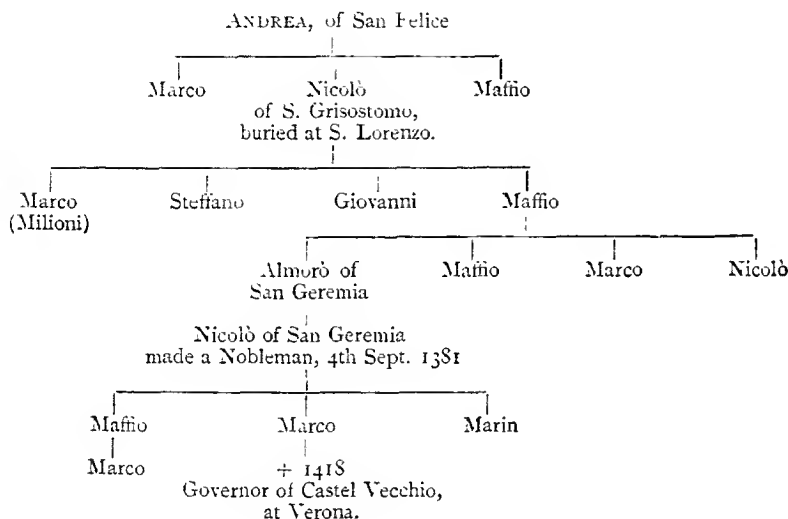 ANDREA, of San Felice
Marco Nicolò Maffio
of S. Grisostomo,
buried at S. Lorenzo.
Marco Steffano Giovanni Maffio
(Milioni)
Almorò of Maffio Marco Nicolò
San Geremia
Nicolò of San Geremia
made a Nobleman, 4th Sept. 1381
Maffio Marco Marin
Marco ÷ 1418
Governor of Castel Vecchio,
at Verona.